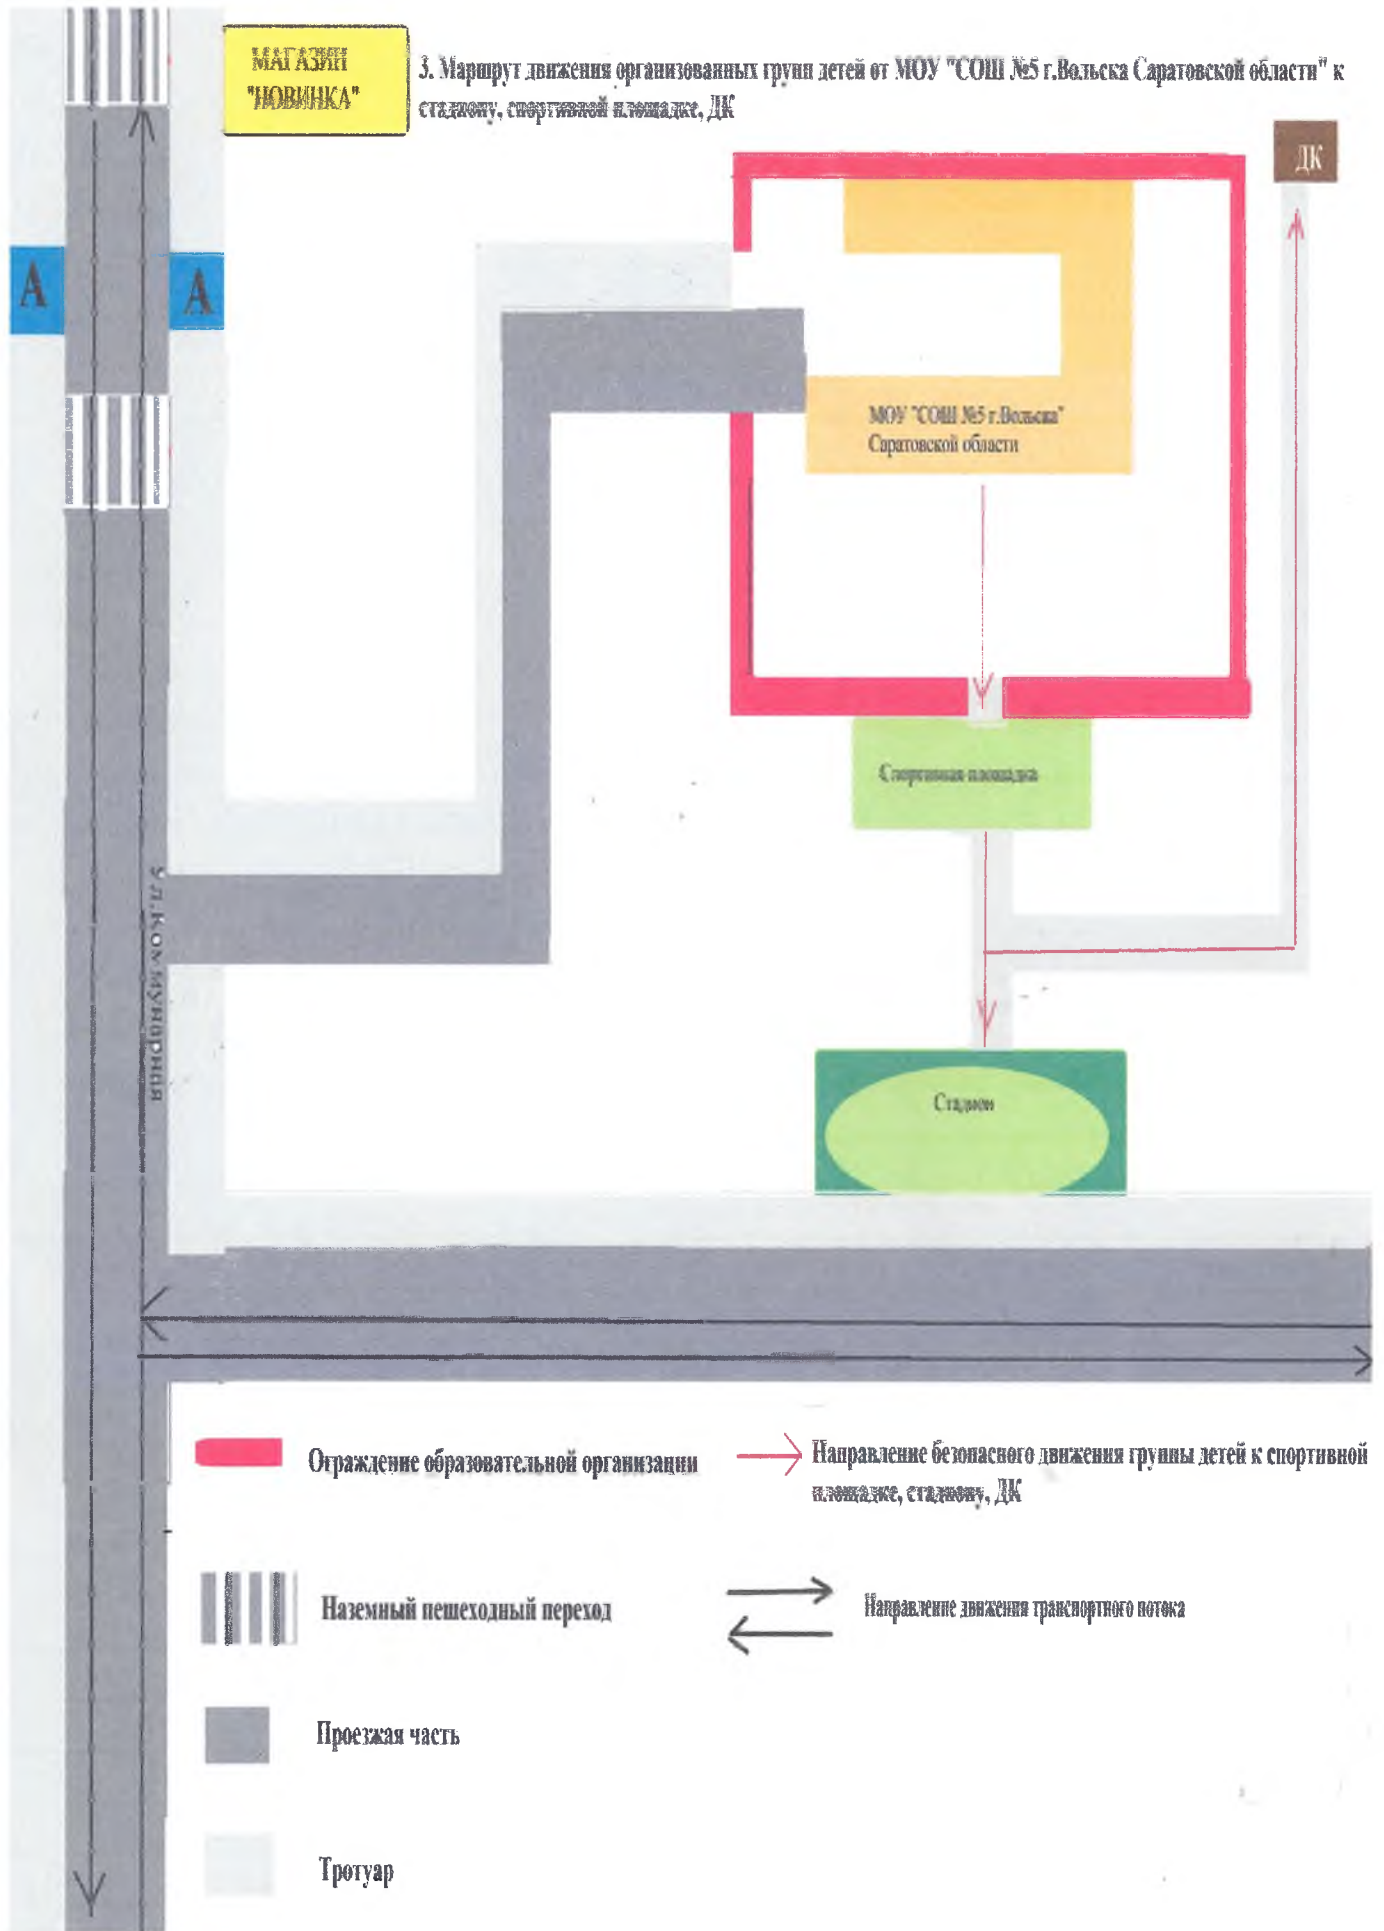 МАГАЗИН
"НОВИНКА"
3. Маршрут движения организованных групп детей от МОУ "СОШ №5 г.Вольска Саратовской области" к
стадиону, спортивной площадке, ДК
ДК
А
А
МОУ "СОШ №5 г.Вольска"
Саратовской области
Спортивная площадка
ул.Коммунарная
Стадион
Ограждение образовательной организации
Направление безопасного движения группы детей к спортивной
площадке, стадиону, ДК
Наземный пешеходный переход
Направление движения транспортного потока
Проезжая часть
Тротуар